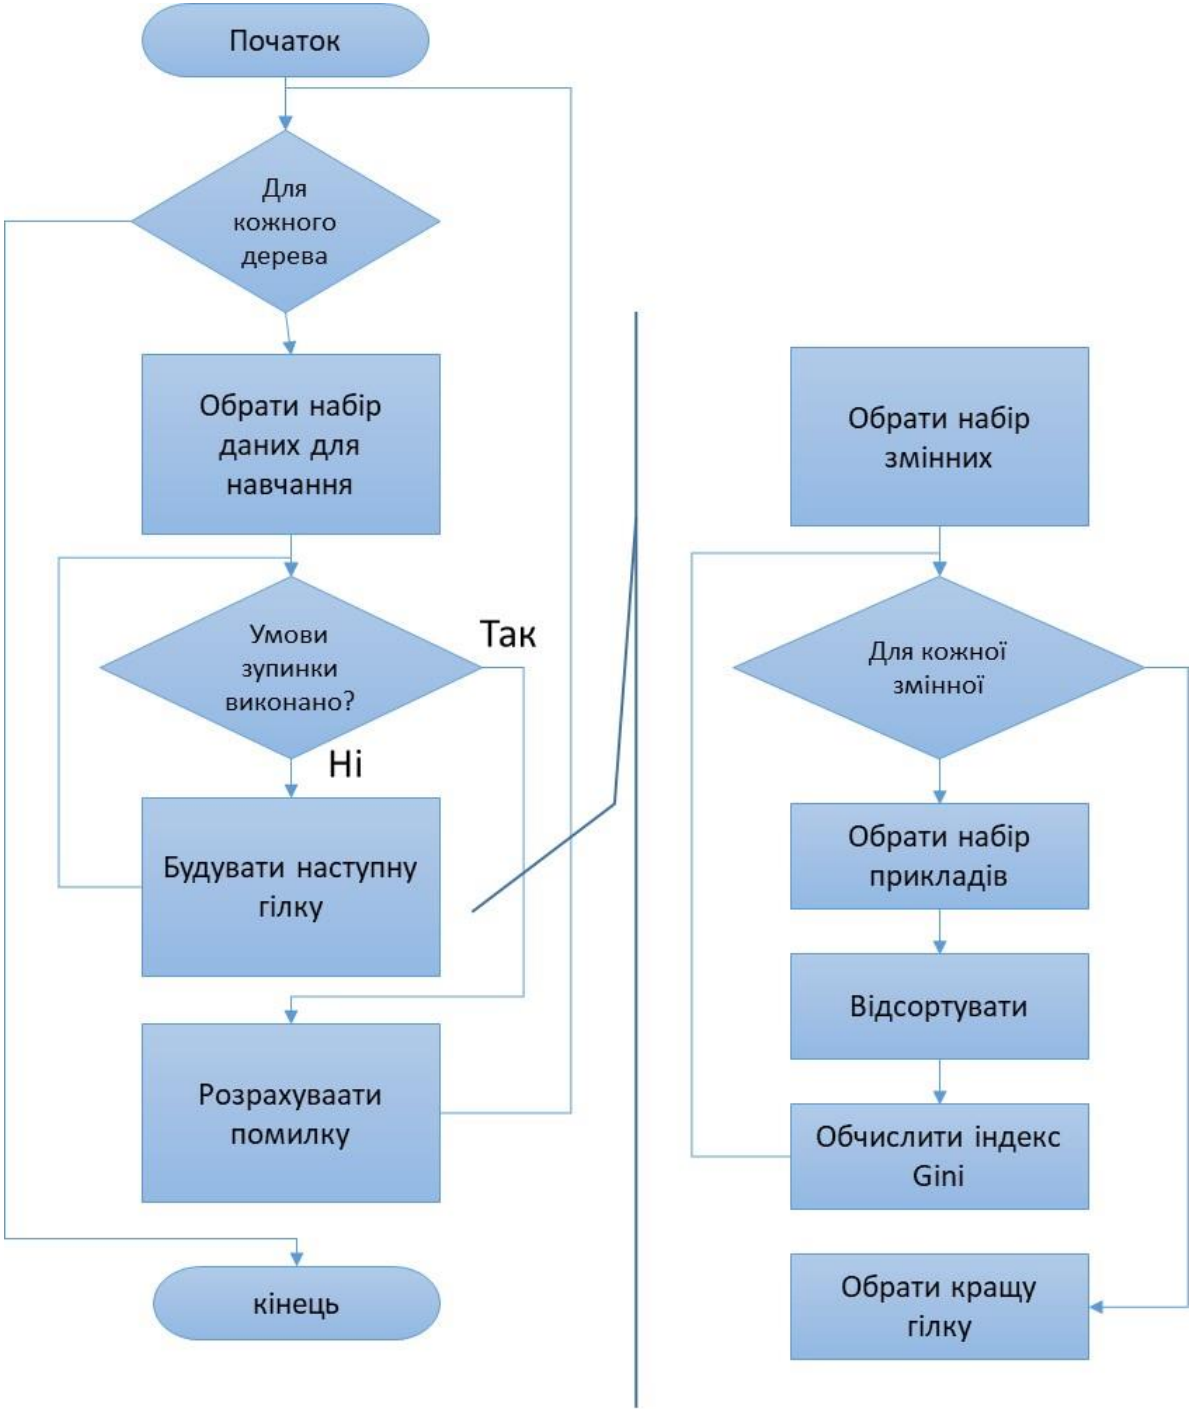 Початок
Для
кожного
дерева
Обрати набір
даних для
навчання
Умови
зупинки
виконано?
Так
Ні
Будувати наступну
гілку
Розрахуваати
помилку
кінець
Обрати набір
змінних
Для кожної
змінної
Обрати набір
прикладів
Відсортувати
Обчислити індекс
Gini
Обрати кращу
гілку